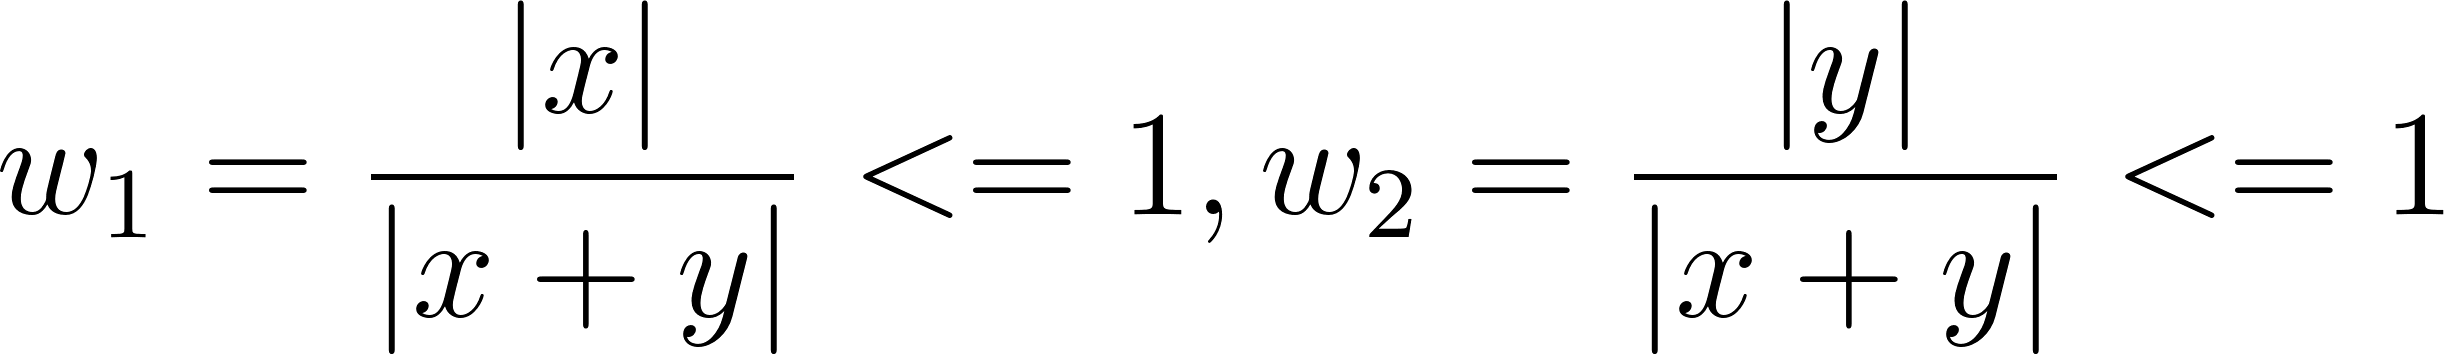 w_1 = \frac{|x|}{|x+y|} <= 1, w_2 = \frac{|y|}{|x+y|} <= 1